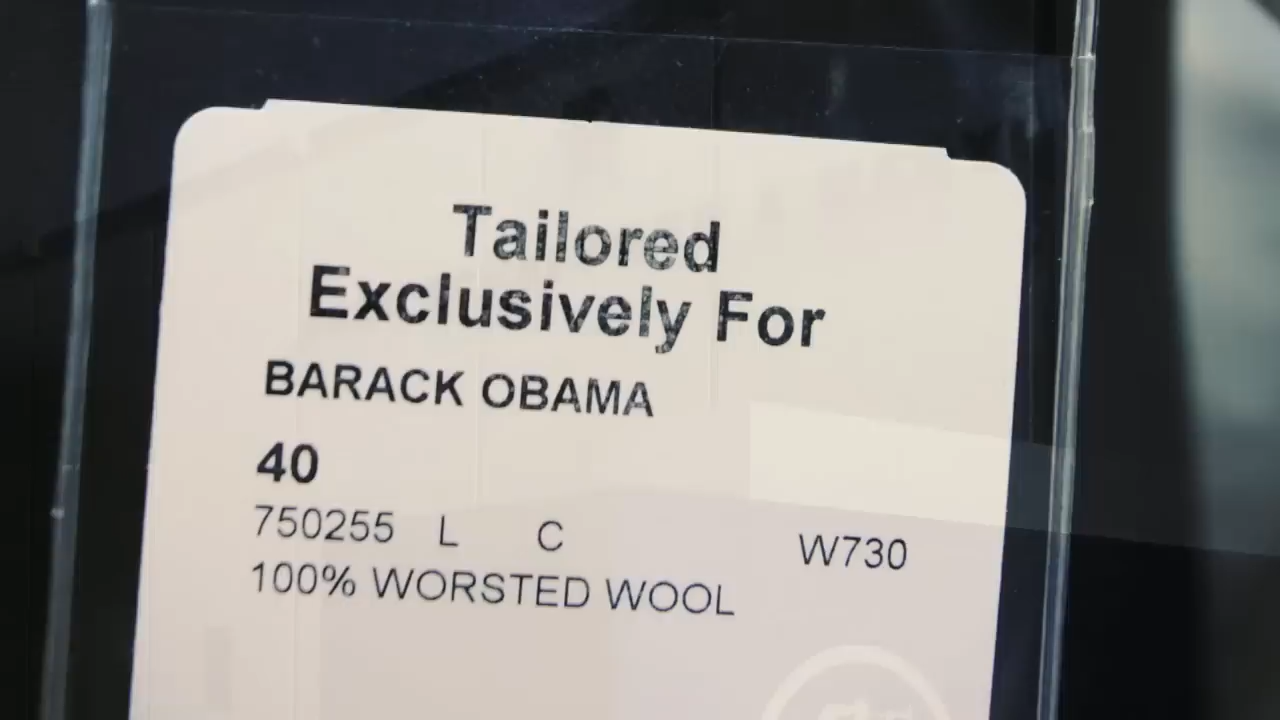 Tailored
Exclusively For
BARACK OBAMA
40
750255 L C W730
100% WORSTED WOOL